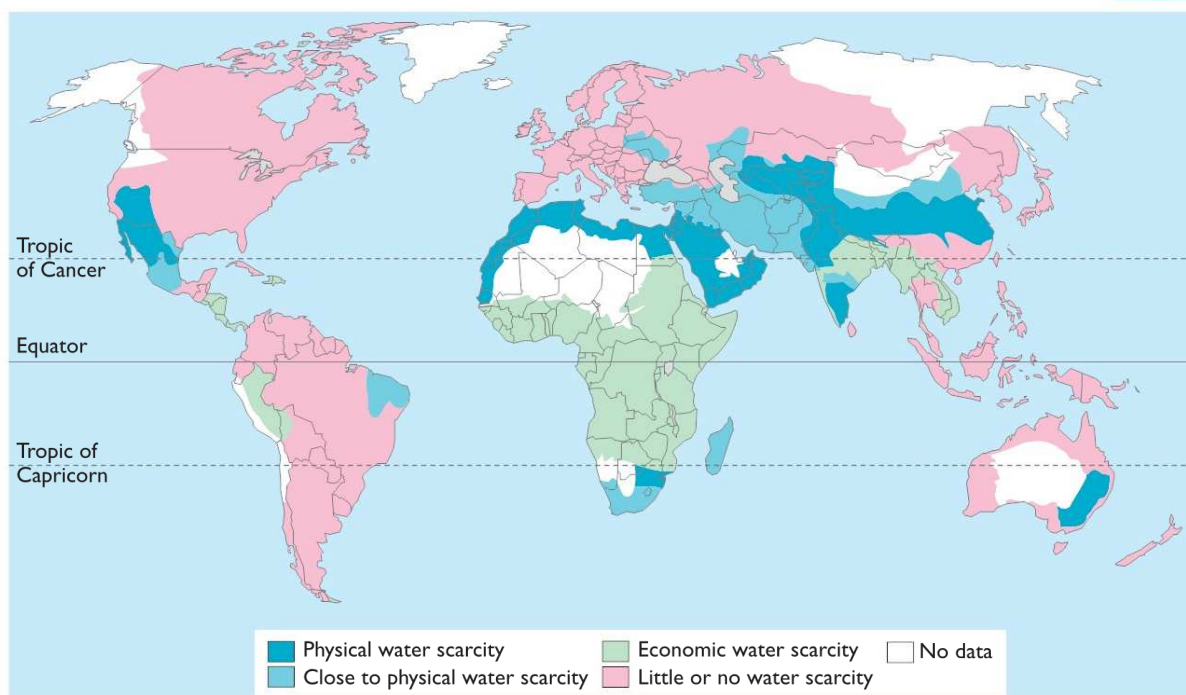 Tropic
of Cancer
Equator
Tropic of
Capricorn
Physical water scarcity
Economic water scarcity
No data
Close to physical water scarcity
Little or no water scarcity